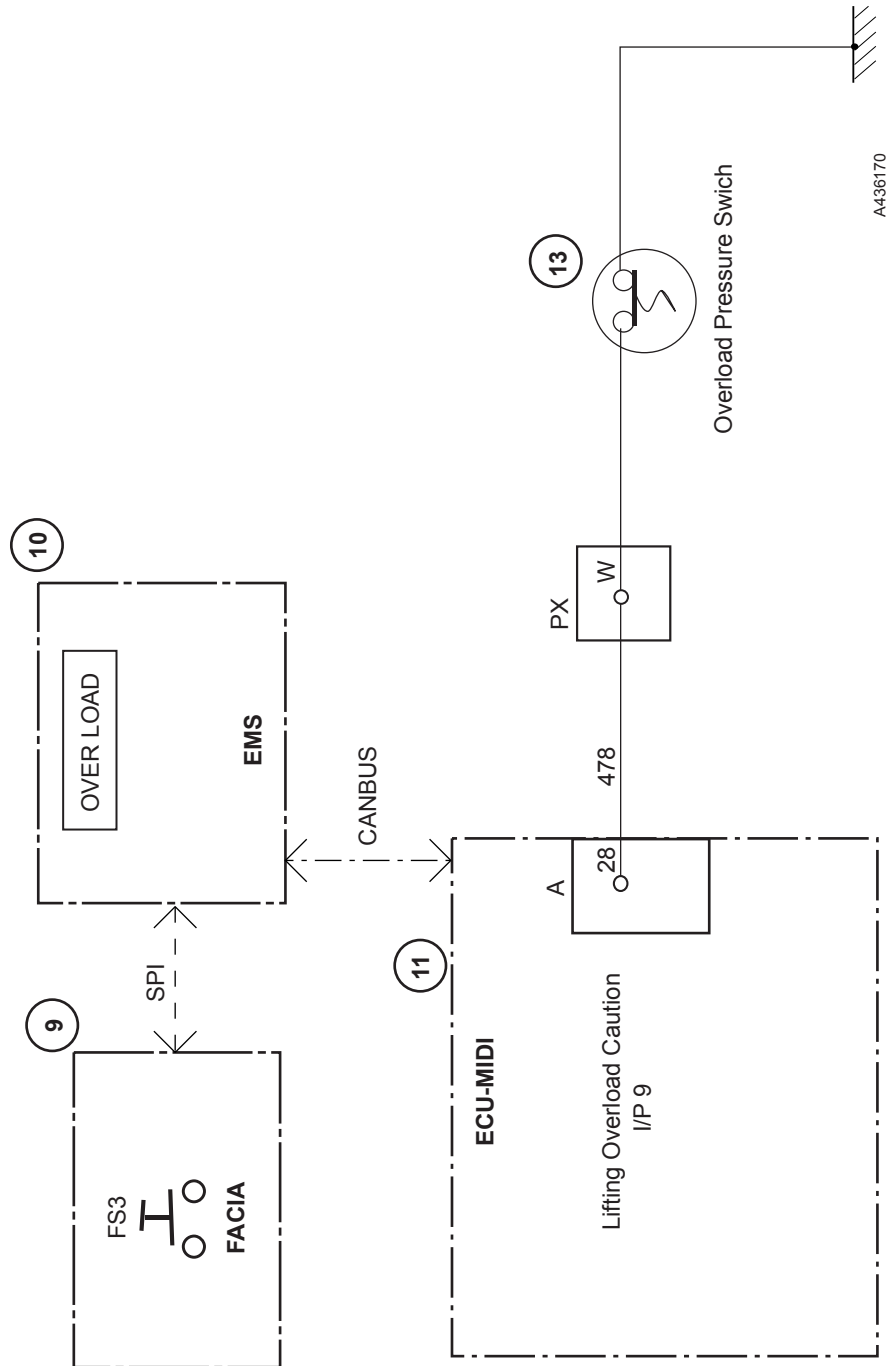 9
FS3
FACIA
SPI
10
OVER LOAD
EMS
CANBUS
11
ECU-MIDI
Lifting Overload Caution
I/P 9
A
28
478
PX
W
13
Overload Pressure Swich
A436170